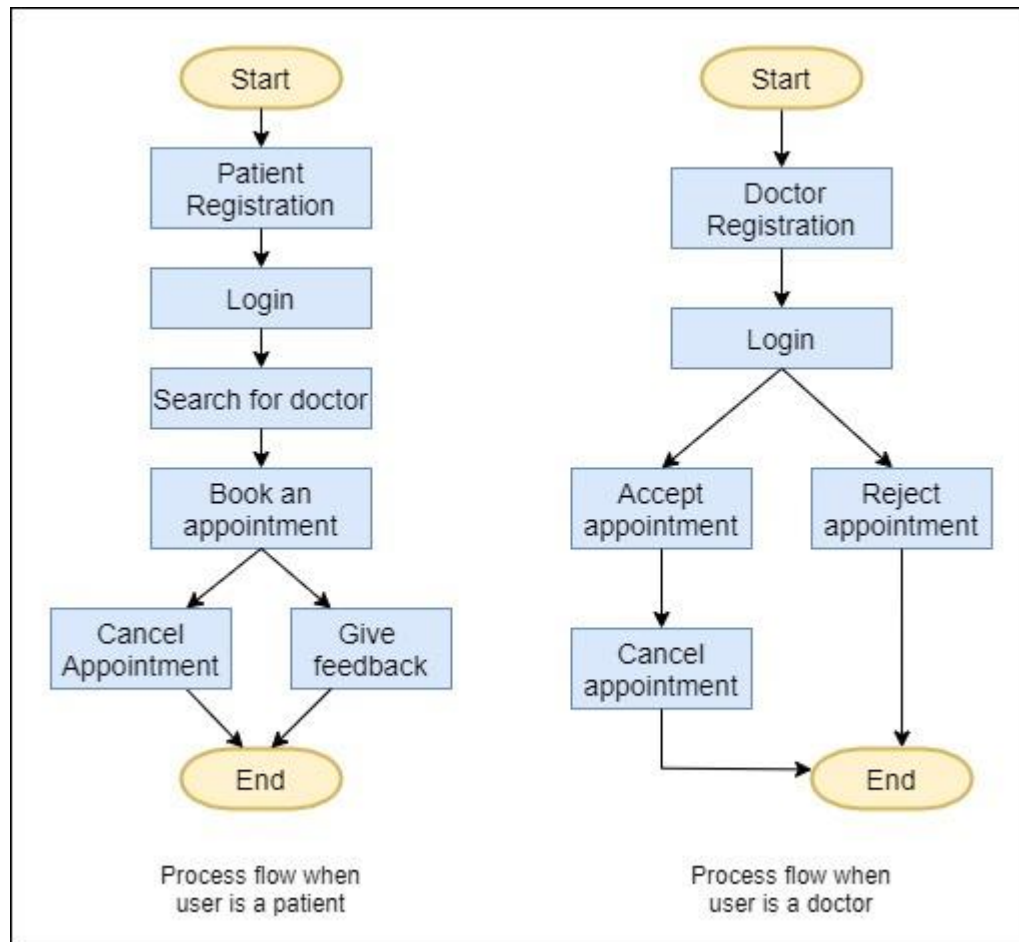 Start
Patient
Registration
Login
Search for doctor
Book an
appointment
Cancel
Appointment
Give
feedback
End
Process flow when
user is a patient
Start
Doctor
Registration
Login
Accept
appointment
Reject
appointment
Cancel
appointment
End
Process flow when
user is a doctor